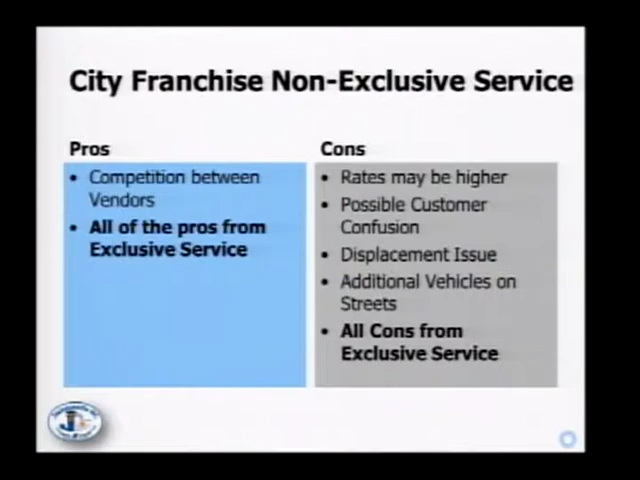 City Franchise Non-Exclusive Service
Pros
• Competition between
Vendors
• All of the pros from
Exclusive Service
Cons
• Rates may be higher
• Possible Customer
Confusion
• Displacement Issue
• Additional Vehicles on
Streets
• All Cons from
Exclusive Service